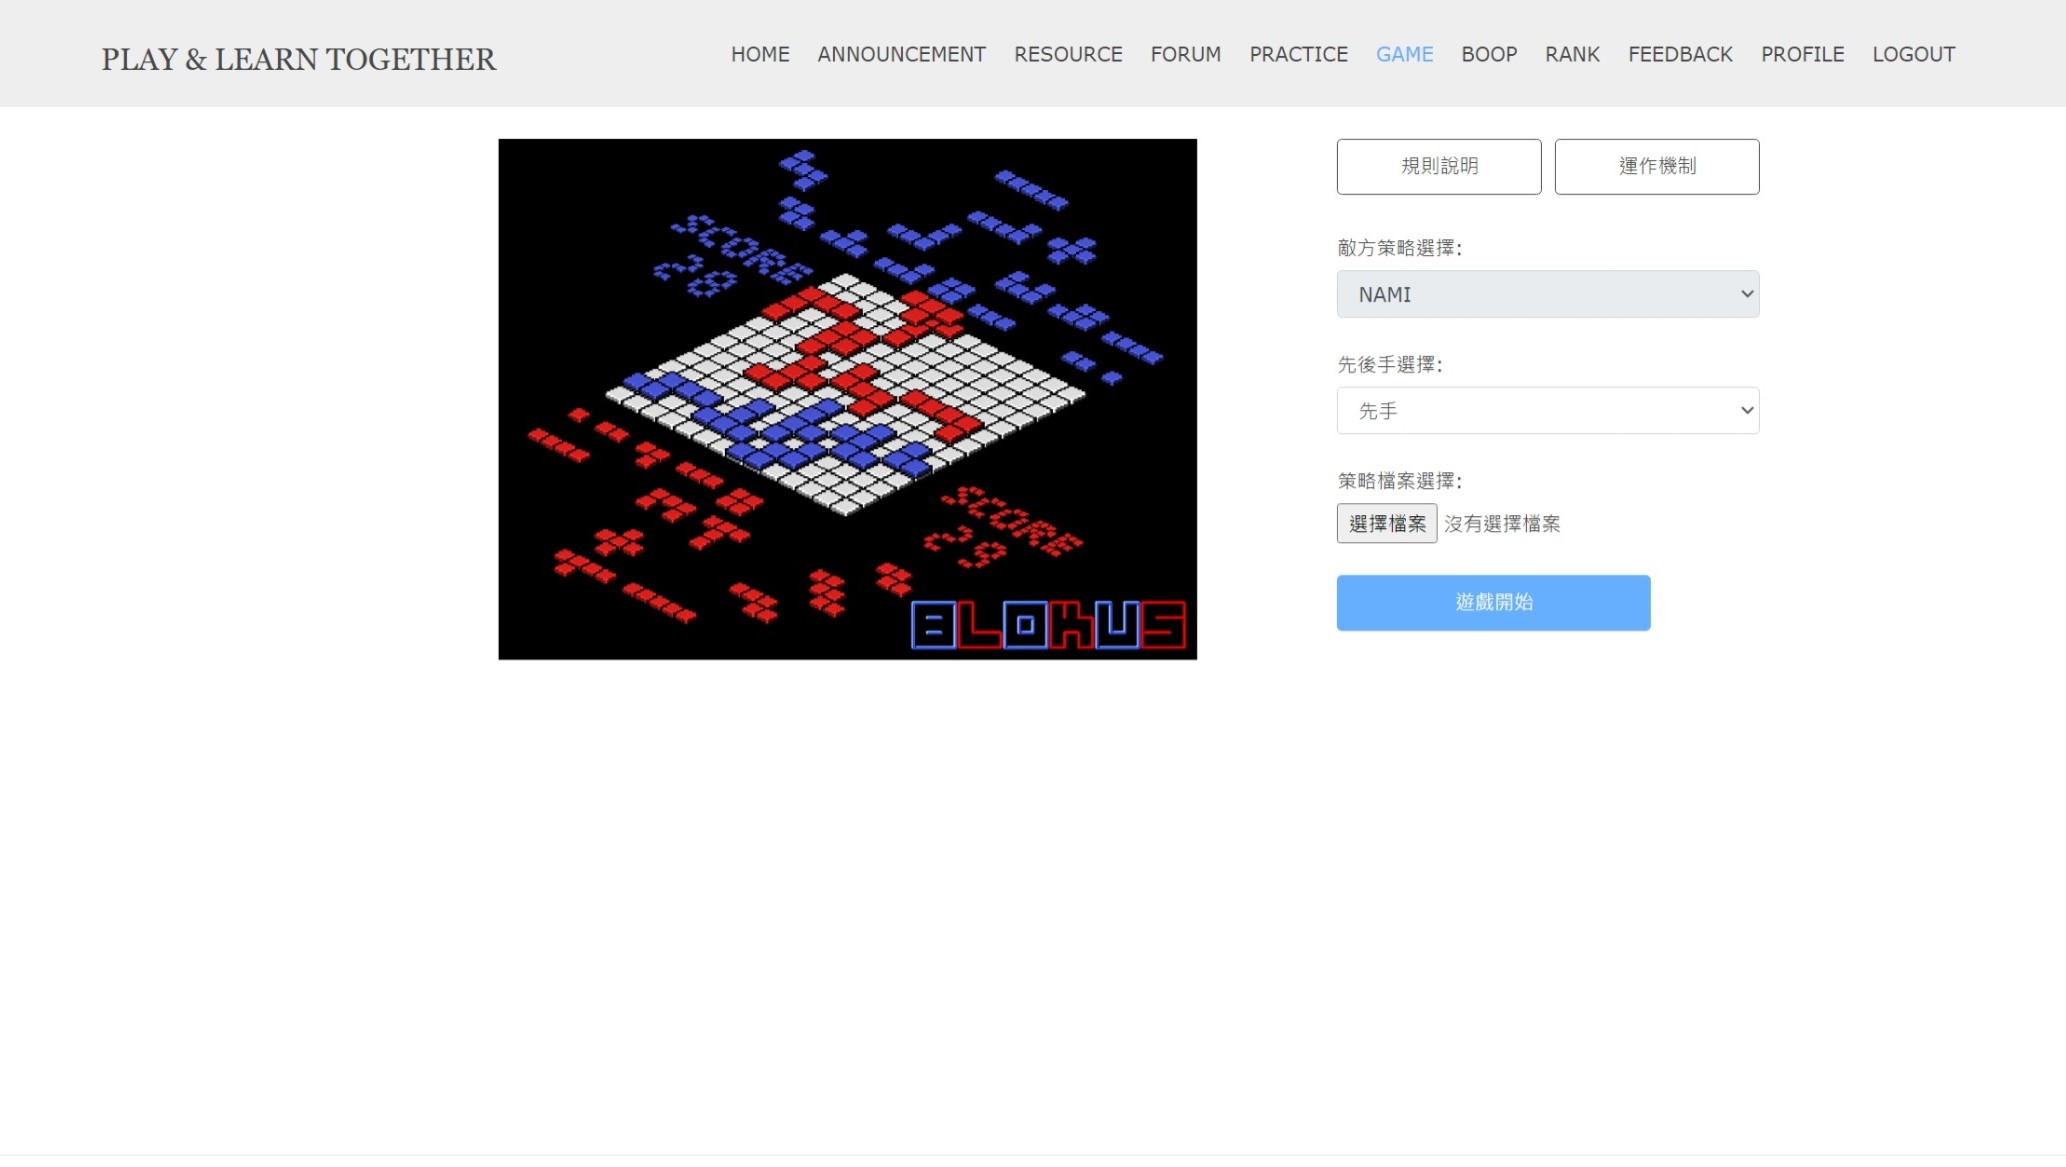 PLAY & LEARN TOGETHER
HOME ANNOUNCEMENT RESOURCE FORUM PRACTICE GAME BOOP RANK FEEDBACK PROFILE LOGOUT
規則說明 運作機制
敵方策略選擇:
NAMI
先後手選擇:
先手
策略檔案選擇:
選擇檔案 沒有選擇檔案
遊戲開始
SCORE
28
SCORE
29
BLOKUS